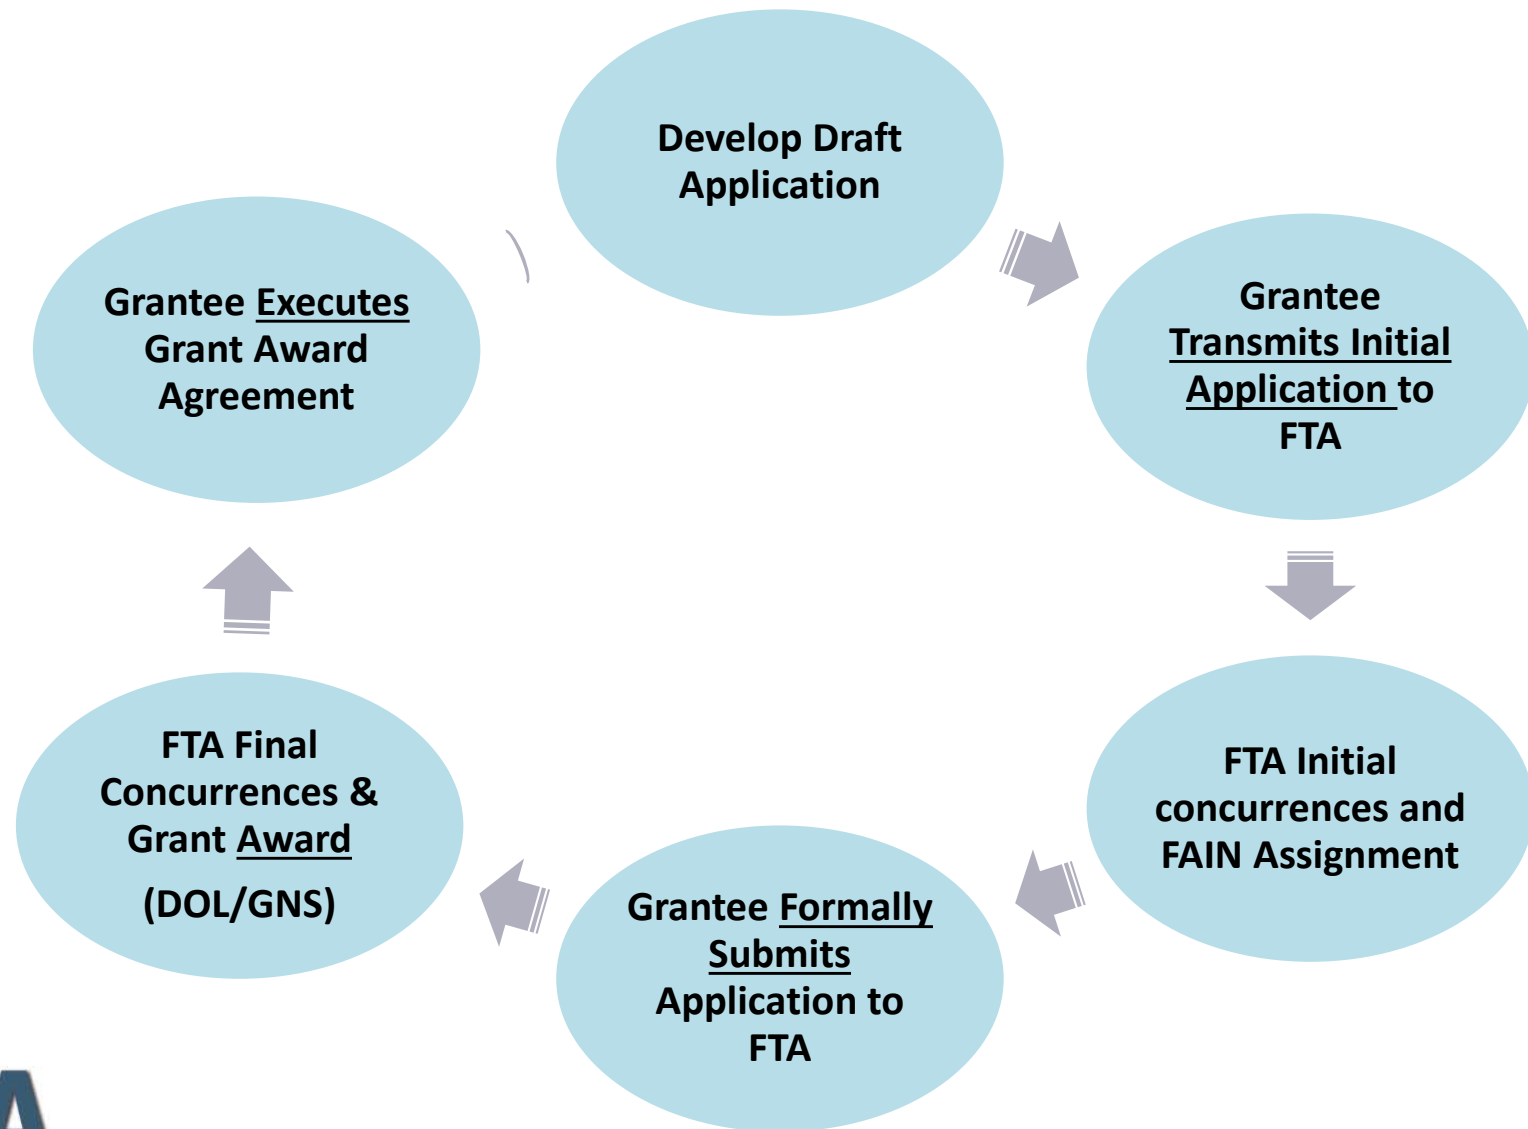 Develop Draft
Application
Grantee
Transmits Initial
Application to
FTA
FTA Initial
concurrences and
FAIN Assignment
Grantee Formally
Submits
Application to
FTA
FTA Final
Concurrences &
Grant Award
(DOL/GNS)
Grantee Executes
Grant Award
Agreement
A